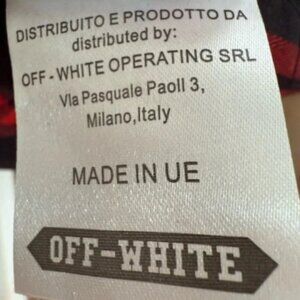 DISTRIBUITO E PRODOTTO DA
distributed by:
OFF-WHITE OPERATING SRL
VIa Pasquale PaolI 3,
Milano,Italy
MADE IN UE
OFF-WHITE